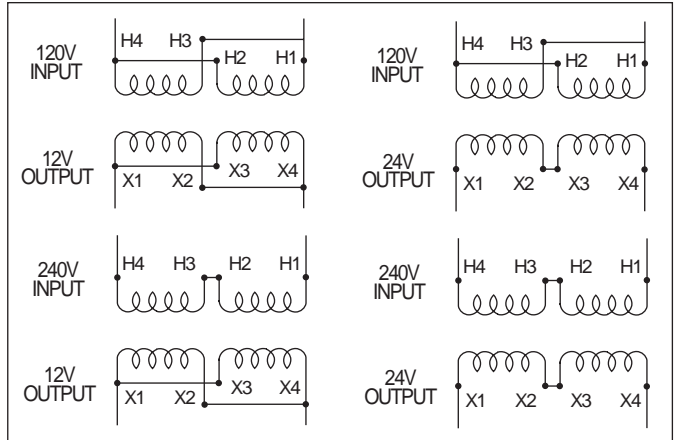 120V
INPUT
H4 H3 H2 H1
12V
OUTPUT
X1 X2 X3 X4
120V
INPUT
H4 H3 H2 H1
24V
OUTPUT
X1 X2 X3 X4
240V
INPUT
H4 H3 H2 H1
12V
OUTPUT
X1 X2 X3 X4
240V
INPUT
H4 H3 H2 H1
24V
OUTPUT
X1 X2 X3 X4